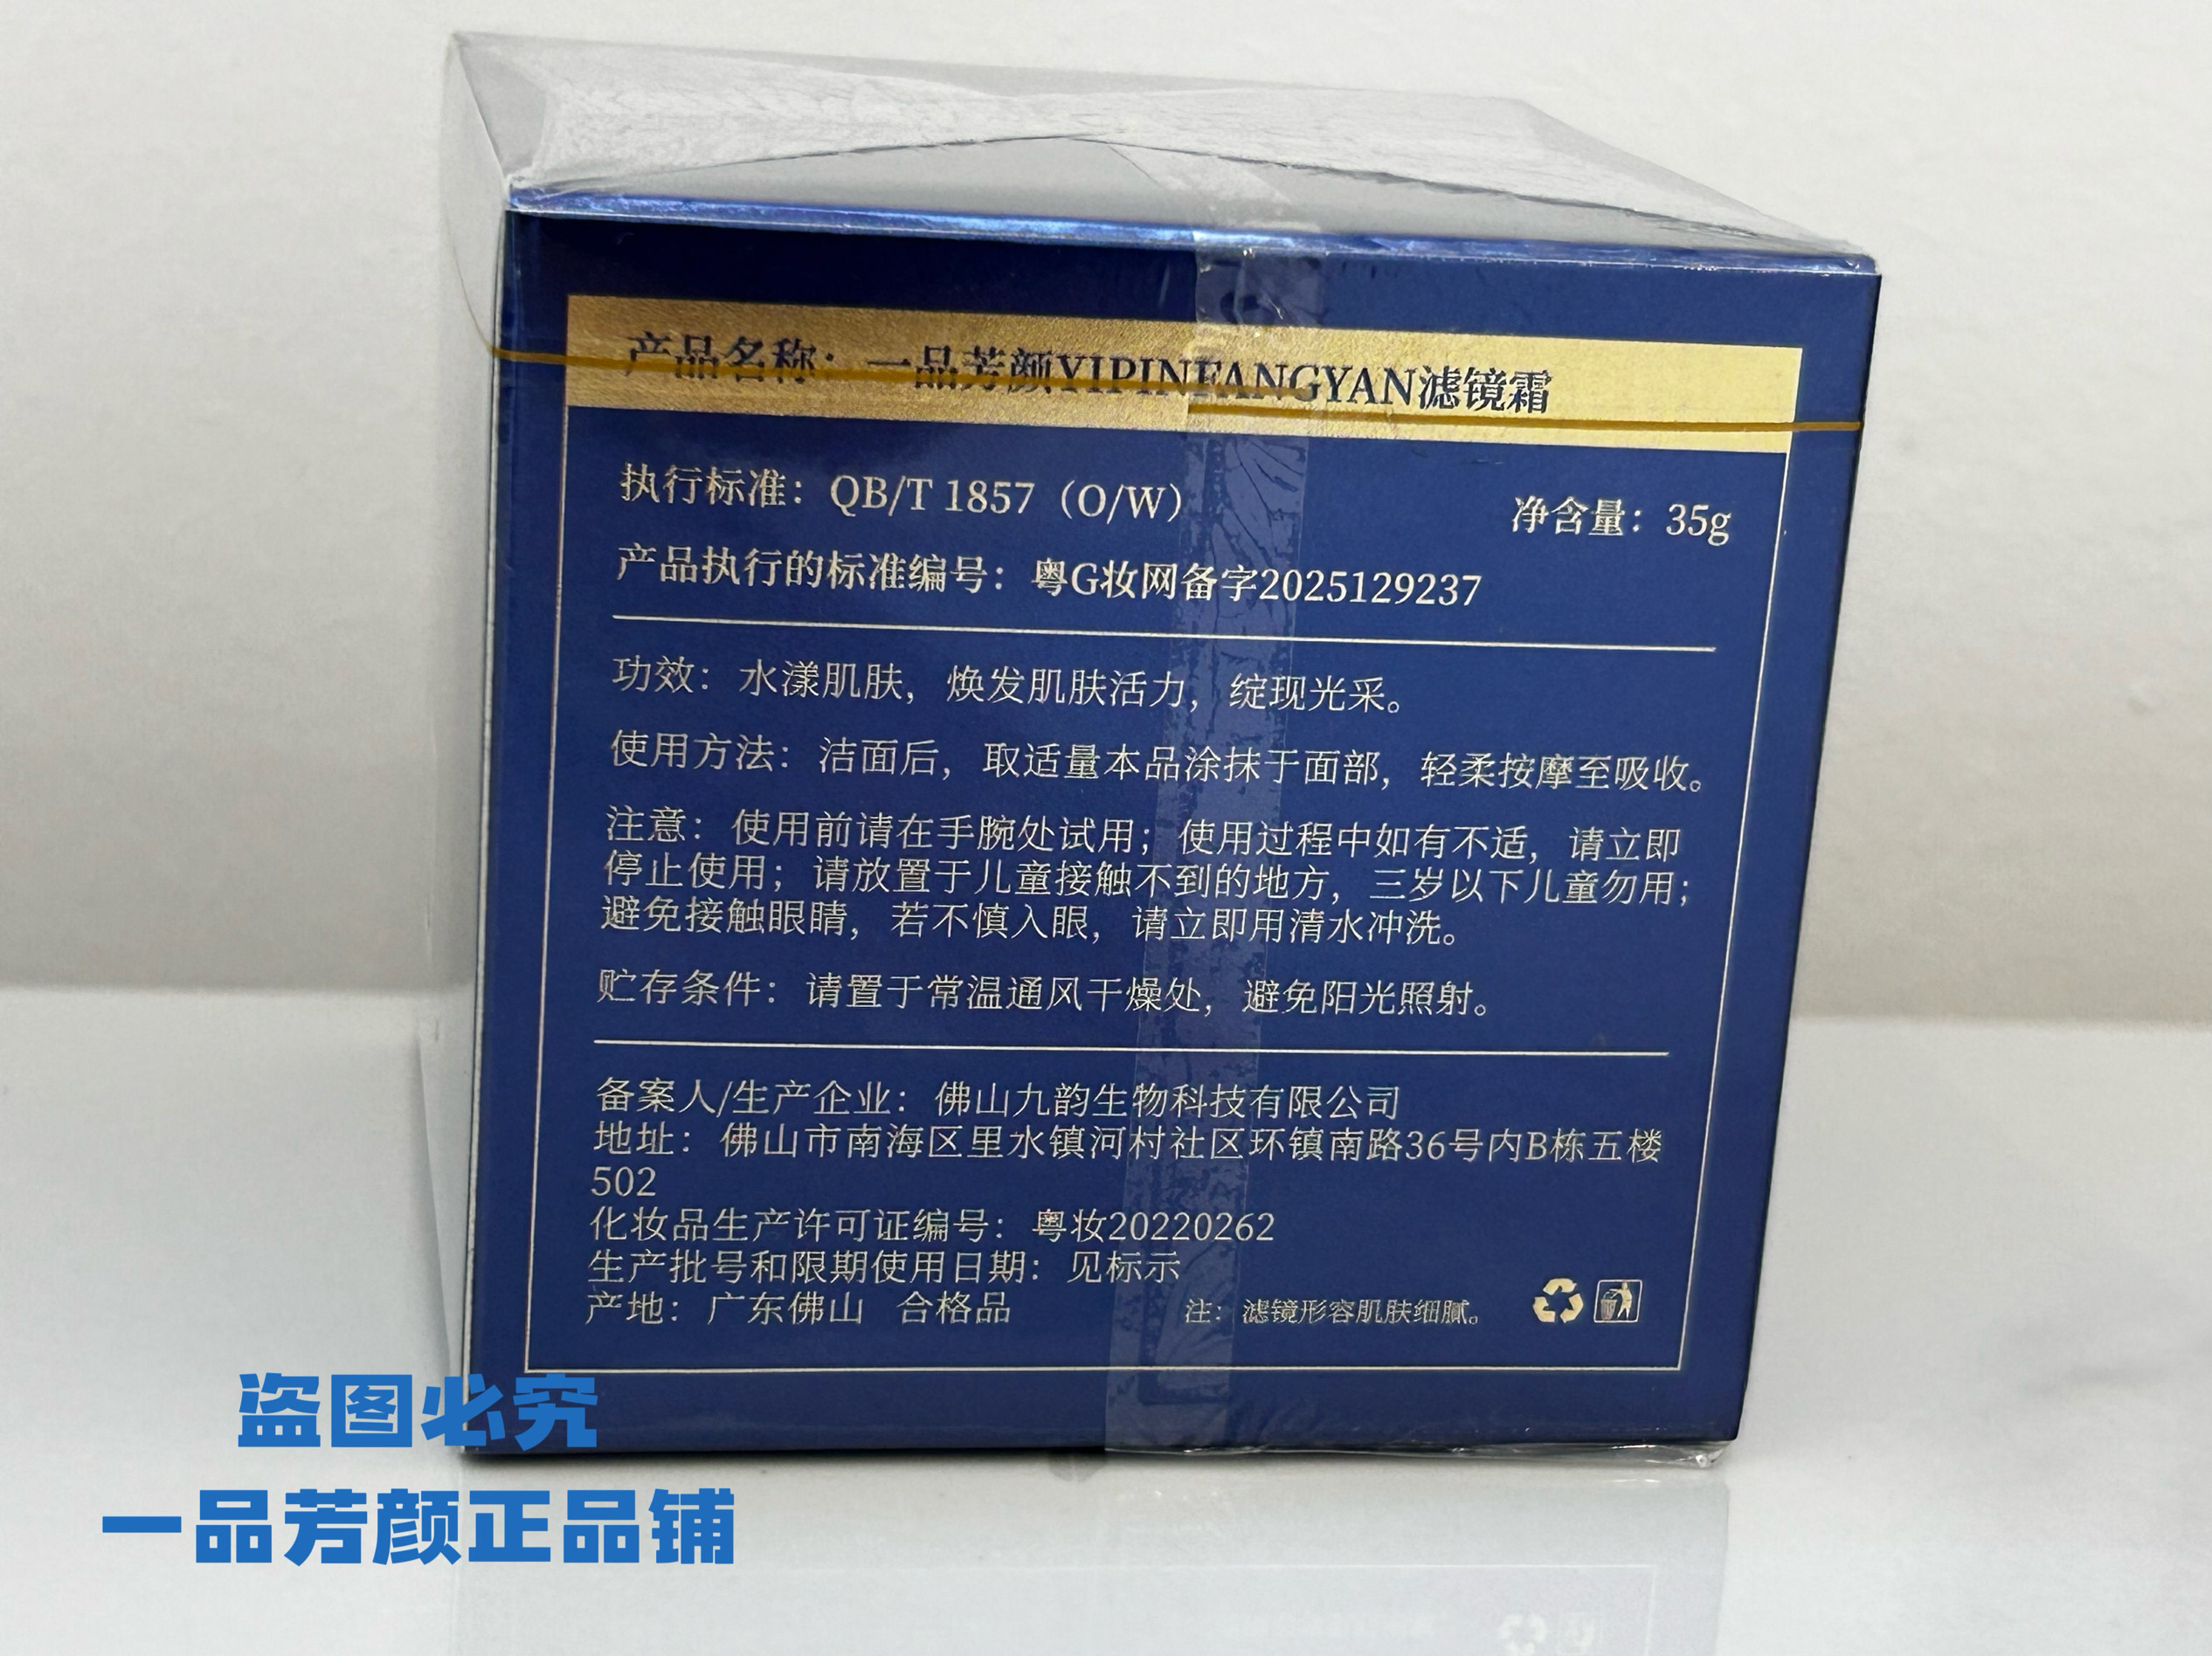 产品名称：一品芳颜YIPINFANGYAN滤镜霜
执行标准：QB/T 1857（O/W）
净含量：35g
产品执行的标准编号：粤G妆网备字2025129237
功效：水漾肌肤，焕发肌肤活力，绽现光采。
使用方法：洁面后，取适量本品涂抹于面部，轻柔按摩至吸收。
注意：使用前请在手腕处试用；使用过程中如有不适，请立即
停止使用；请放置于儿童接触不到的地方，三岁以下儿童勿用；
避免接触眼睛，若不慎入眼，请立即用清水冲洗。
贮存条件：请置于常温通风干燥处，避免阳光照射。
备案人/生产企业：佛山九韵生物科技有限公司
地址：佛山市南海区里水镇河村社区环镇南路36号内B栋五楼
502
化妆品生产许可证编号：粤妆20220262
生产批号和限期使用日期：见标示
产地：广东佛山 合格品
注：滤镜形容肌肤细腻。
盗图必究
一品芳颜正品铺